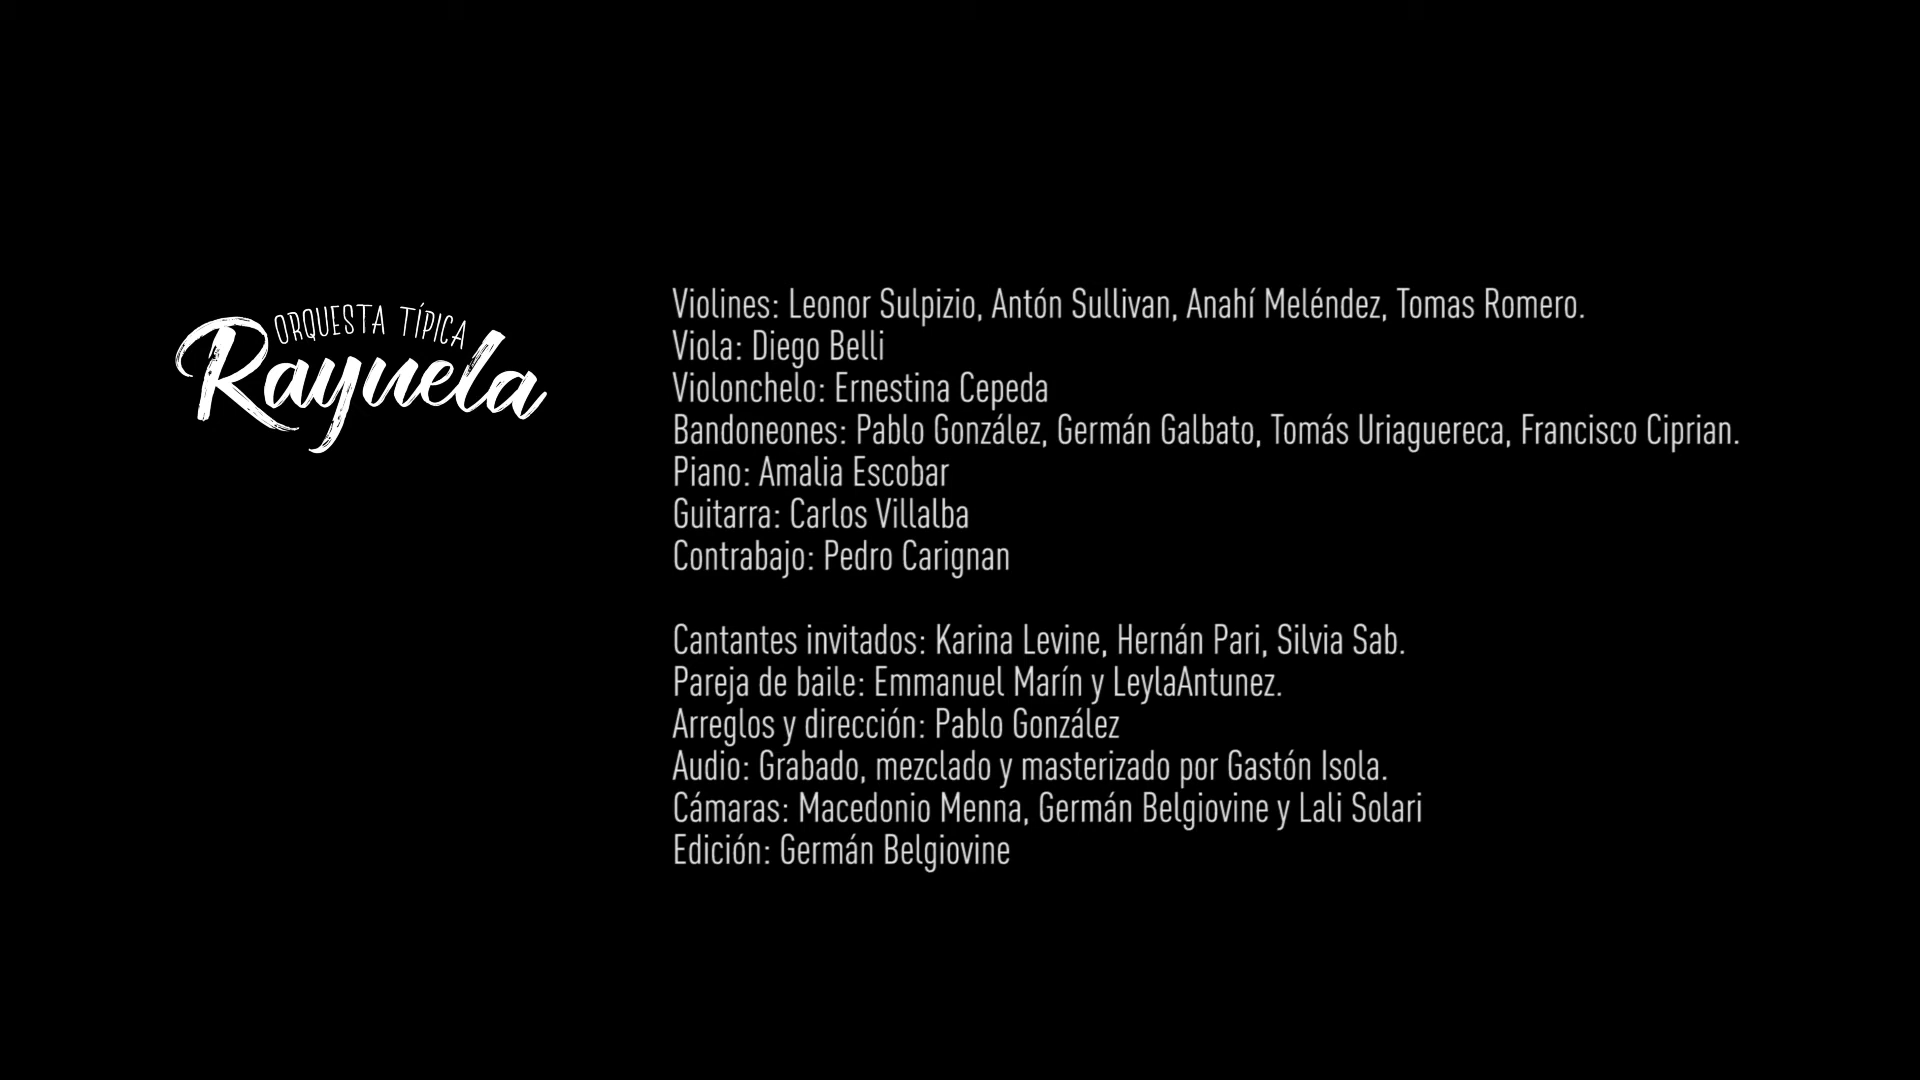 ORQUESTA TÍPICA
Rayuela
Violines: Leonor Sulpizio, Antón Sullivan, Anahí Meléndez, Tomas Romero.
Viola: Diego Belli
Violonchelo: Ernestina Cepeda
Bandoneones: Pablo González, Germán Galbato, Tomás Uriaguereca, Francisco Ciprian.
Piano: Amalia Escobar
Guitarra: Carlos Villalba
Contrabajo: Pedro Carignan
Cantantes invitados: Karina Levine, Hernán Pari, Silvia Sab.
Pareja de baile: Emmanuel Marín y LeylaAntunez.
Arreglos y dirección: Pablo González
Audio: Grabado, mezclado y masterizado por Gastón Isola.
Cámaras: Macedonio Menna, Germán Belgiovine y Lali Solari
Edición: Germán Belgiovine